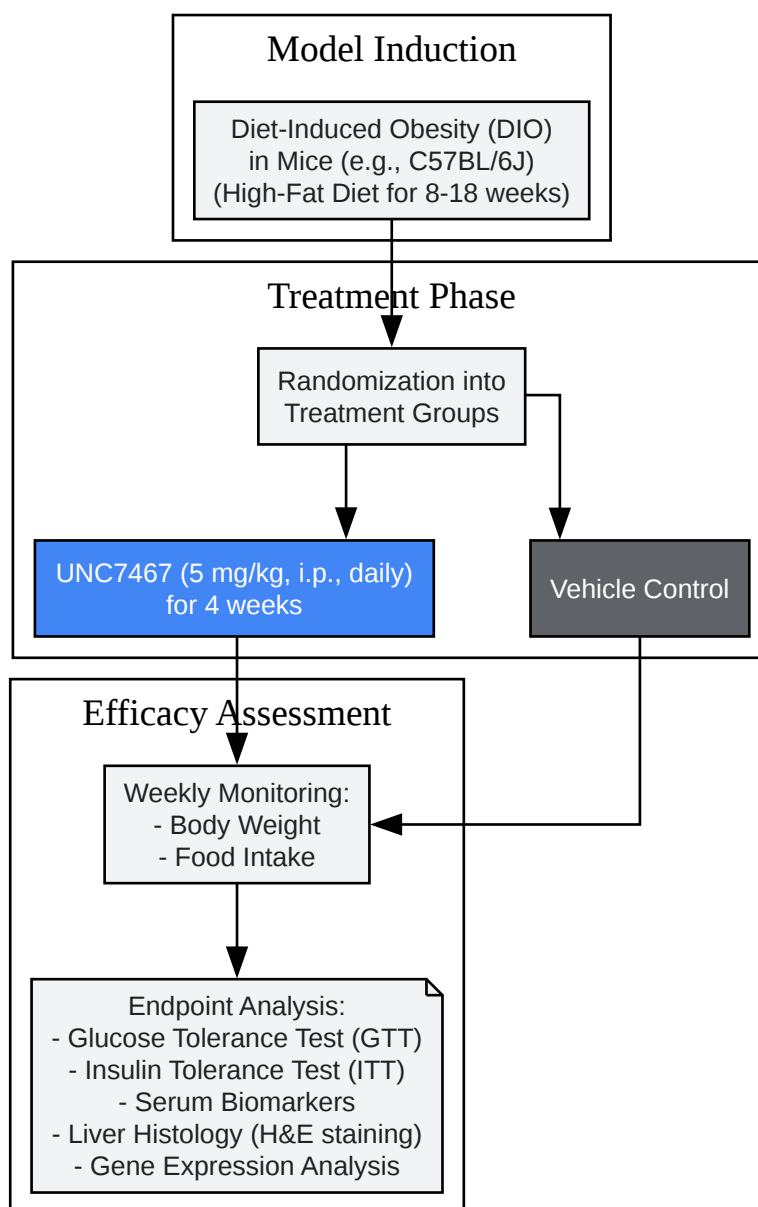 Model Induction
Diet-Induced Obesity (DIO)
in Mice (e.g., C57BL/6J)
(High-Fat Diet for 8-18 weeks)
Treatment Phase
Randomization into
Treatment Groups
UNC7467 (5 mg/kg, i.p., daily)
for 4 weeks
Vehicle Control
Efficacy Assessment
Weekly Monitoring:
- Body Weight
- Food Intake
Endpoint Analysis:
- Glucose Tolerance Test (GTT)
- Insulin Tolerance Test (ITT)
- Serum Biomarkers
- Liver Histology (H&E staining)
- Gene Expression Analysis